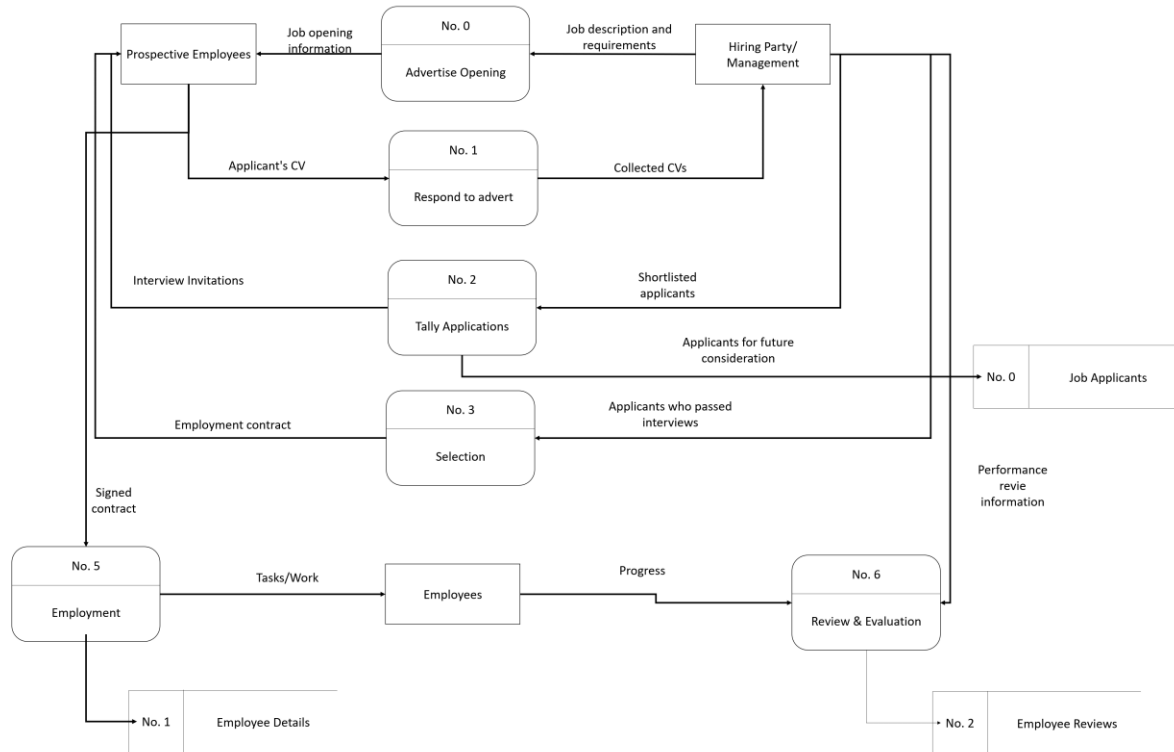 No. 0
Job opening
information
Job description and
requirements
Prospective Employees
Advertise Opening
Hiring Party/
Management
No. 1
Applicant's CV
Collected CVs
Respond to advert
Interview Invitations
No. 2
Shortlisted
applicants
Tally Applications
Applicants for future
consideration
No. 0
Job Applicants
No. 3
Applicants who passed
interviews
Employment contract
Selection
Performance
revie
information
Signed
contract
No. 5
Tasks/Work
Employees
Progress
No. 6
Employment
Review & Evaluation
No. 1
Employee Details
No. 2
Employee Reviews